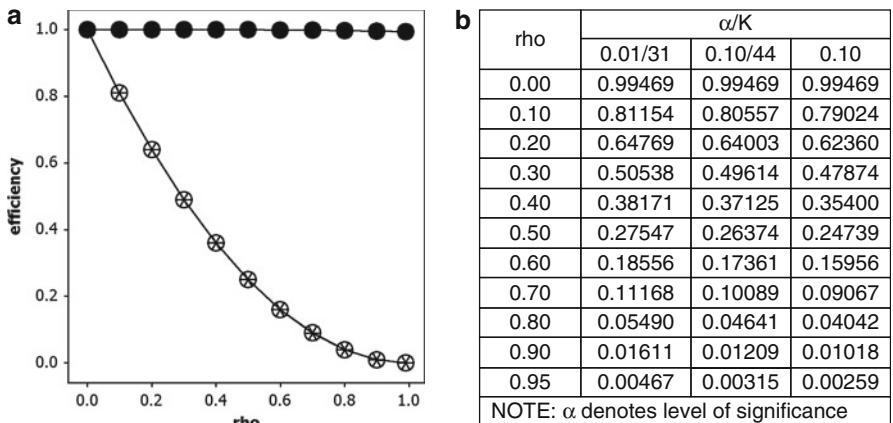 a
1.0
0.8
0.6
0.4
0.2
0.0
efficiency
0.0 0.2 0.4 0.6 0.8 1.0
rho
b
rho α/K
0.01/31 0.10/44 0.10
0.00 0.99469 0.99469 0.99469
0.10 0.81154 0.80557 0.79024
0.20 0.64769 0.64003 0.62360
0.30 0.50538 0.49614 0.47874
0.40 0.38171 0.37125 0.35400
0.50 0.27547 0.26374 0.24739
0.60 0.18556 0.17361 0.15956
0.70 0.11168 0.10089 0.09067
0.80 0.05490 0.04641 0.04042
0.90 0.01611 0.01209 0.01018
0.95 0.00467 0.00315 0.00259
NOTE: α denotes level of significance